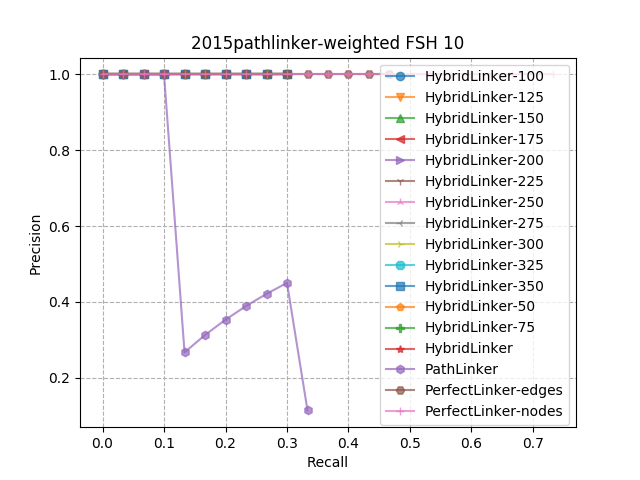 2015pathlinker-weighted FSH 10
Precision
1.0
0.8
0.6
0.4
0.2
0.0 0.1 0.2 0.3 0.4 0.5 0.6 0.7
Recall
HybridLinker-100
HybridLinker-125
HybridLinker-150
HybridLinker-175
HybridLinker-200
HybridLinker-225
HybridLinker-250
HybridLinker-275
HybridLinker-300
HybridLinker-325
HybridLinker-350
HybridLinker-50
HybridLinker-75
HybridLinker
PathLinker
PerfectLinker-edges
PerfectLinker-nodes